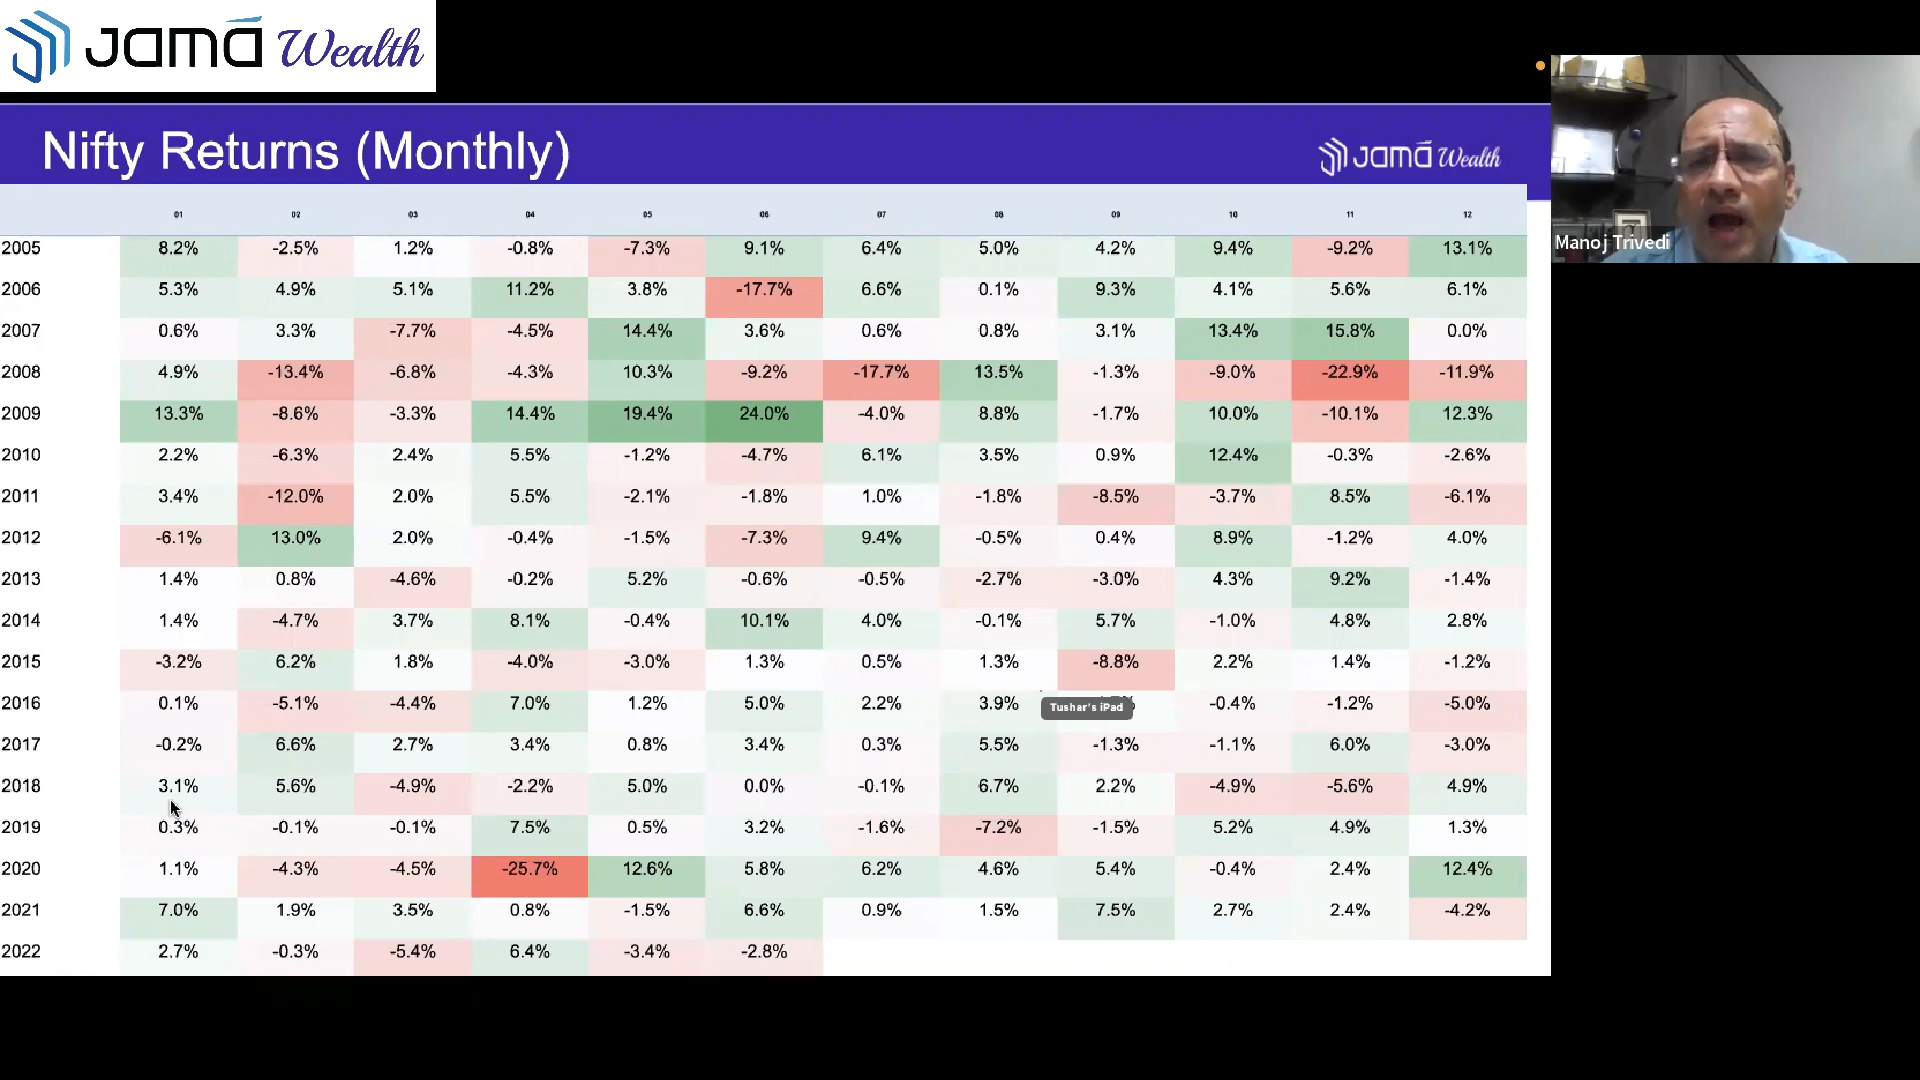 Jamā Wealth
Nifty Returns (Monthly)
Jamā Wealth
Manoj Trivedi
01 02 03 04 05 06 07 08 09 10 11 12
2005 8.2% -2.5% 1.2% -0.8% -7.3% 9.1% 6.4% 5.0% 4.2% 9.4% -9.2% 13.1%
2006 5.3% 4.9% 5.1% 11.2% 3.8% -17.7% 6.6% 0.1% 9.3% 4.1% 5.6% 6.1%
2007 0.6% 3.3% -7.7% -4.5% 14.4% 3.6% 0.6% 0.8% 3.1% 13.4% 15.8% 0.0%
2008 4.9% -13.4% -6.8% -4.3% 10.3% -9.2% -17.7% 13.5% -1.3% -9.0% -22.9% -11.9%
2009 13.3% -8.6% -3.3% 14.4% 19.4% 24.0% -4.0% 8.8% -1.7% 10.0% -10.1% 12.3%
2010 2.2% -6.3% 2.4% 5.5% -1.2% -4.7% 6.1% 3.5% 0.9% 12.4% -0.3% -2.6%
2011 3.4% -12.0% 2.0% 5.5% -2.1% -1.8% 1.0% -1.8% -8.5% -3.7% 8.5% -6.1%
2012 -6.1% 13.0% 2.0% -0.4% -1.5% -7.3% 9.4% -0.5% 0.4% 8.9% -1.2% 4.0%
2013 1.4% 0.8% -4.6% -0.2% 5.2% -0.6% -0.5% -2.7% -3.0% 4.3% 9.2% -1.4%
2014 1.4% -4.7% 3.7% 8.1% -0.4% 10.1% 4.0% -0.1% 5.7% -1.0% 4.8% 2.8%
2015 -3.2% 6.2% 1.8% -4.0% -3.0% 1.3% 0.5% 1.3% -8.8% 2.2% 1.4% -1.2%
2016 0.1% -5.1% -4.4% 7.0% 1.2% 5.0% 2.2% 3.9% Tushar's iPad -0.4% -1.2% -5.0%
2017 -0.2% 6.6% 2.7% 3.4% 0.8% 3.4% 0.3% 5.5% -1.3% -1.1% 6.0% -3.0%
2018 3.1% 5.6% -4.9% -2.2% 5.0% 0.0% -0.1% 6.7% 2.2% -4.9% -5.6% 4.9%
2019 0.3% -0.1% -0.1% 7.5% 0.5% 3.2% -1.6% -7.2% -1.5% 5.2% 4.9% 1.3%
2020 1.1% -4.3% -4.5% -25.7% 12.6% 5.8% 6.2% 4.6% 5.4% -0.4% 2.4% 12.4%
2021 7.0% 1.9% 3.5% 0.8% -1.5% 6.6% 0.9% 1.5% 7.5% 2.7% 2.4% -4.2%
2022 2.7% -0.3% -5.4% 6.4% -3.4% -2.8%